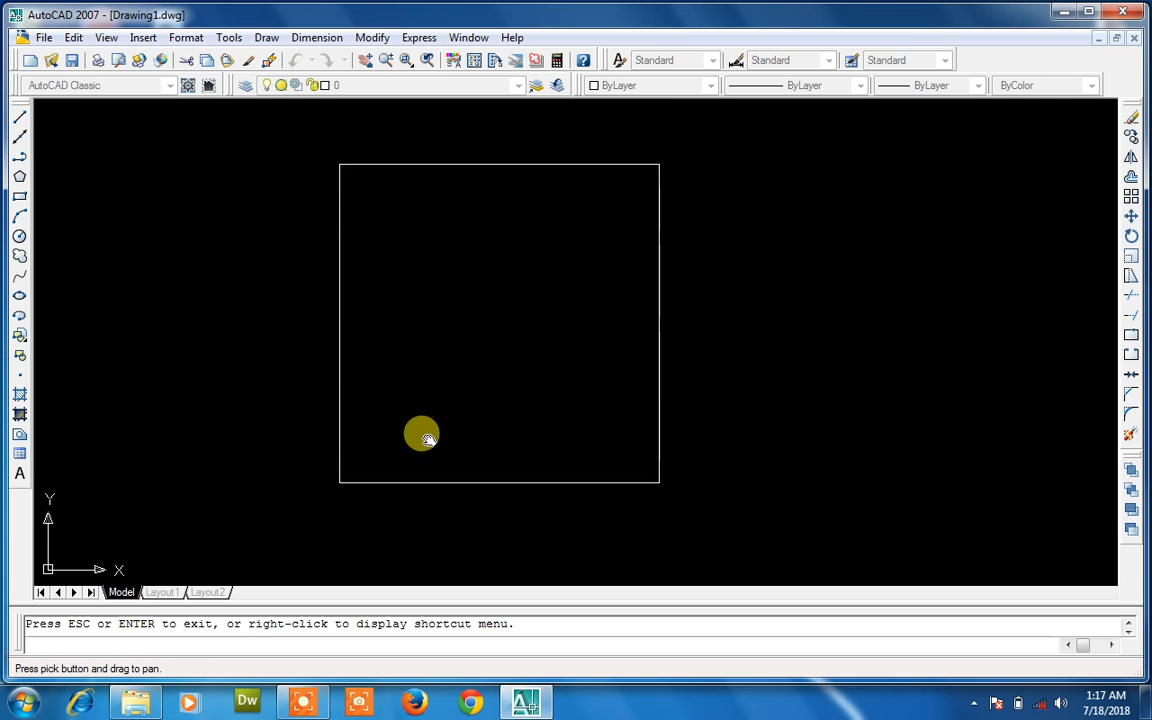 AutoCAD 2007 - [Drawing1.dwg]
File Edit View Insert Format Tools Draw Dimension Modify Express Window Help
Standard Standard Standard
AutoCAD Classic 0 ByLayer ByLayer ByLayer ByColor
A
Y
X
Model Layout1 Layout2
Press ESC or ENTER to exit, or right-click to display shortcut menu.
Press pick button and drag to pan.
Dw
1:17 AM
7/18/2018